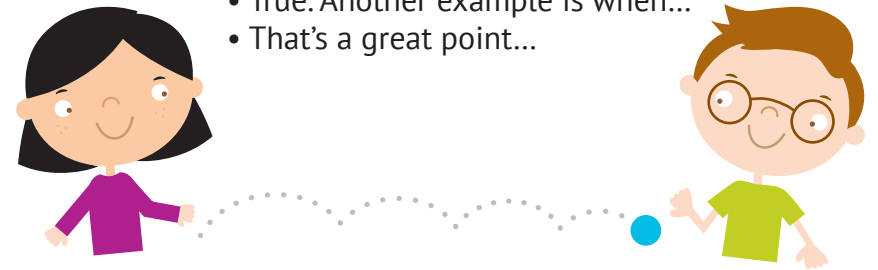 • True. Another example is when...
• That's a great point...